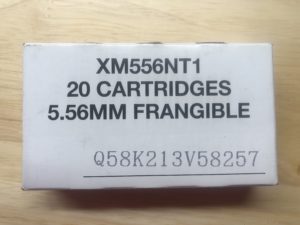 XM556NT1
20 CARTRIDGES
5.56MM FRANGIBLE
Q58K213V58257